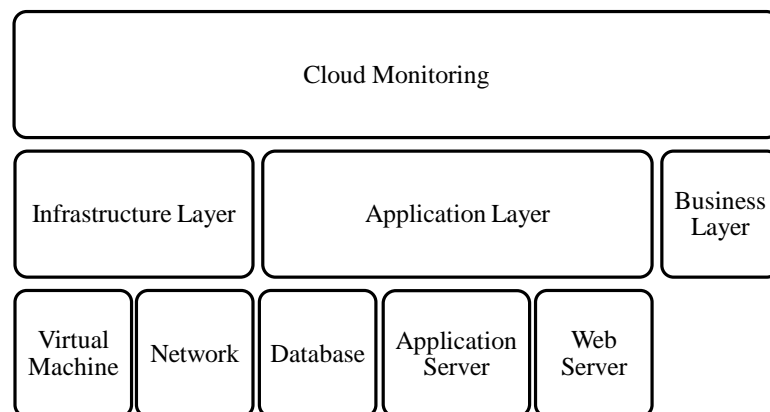 Cloud Monitoring
Infrastructure Layer
Application Layer
Business
Layer
Virtual
Machine
Network
Database
Application
Server
Web
Server